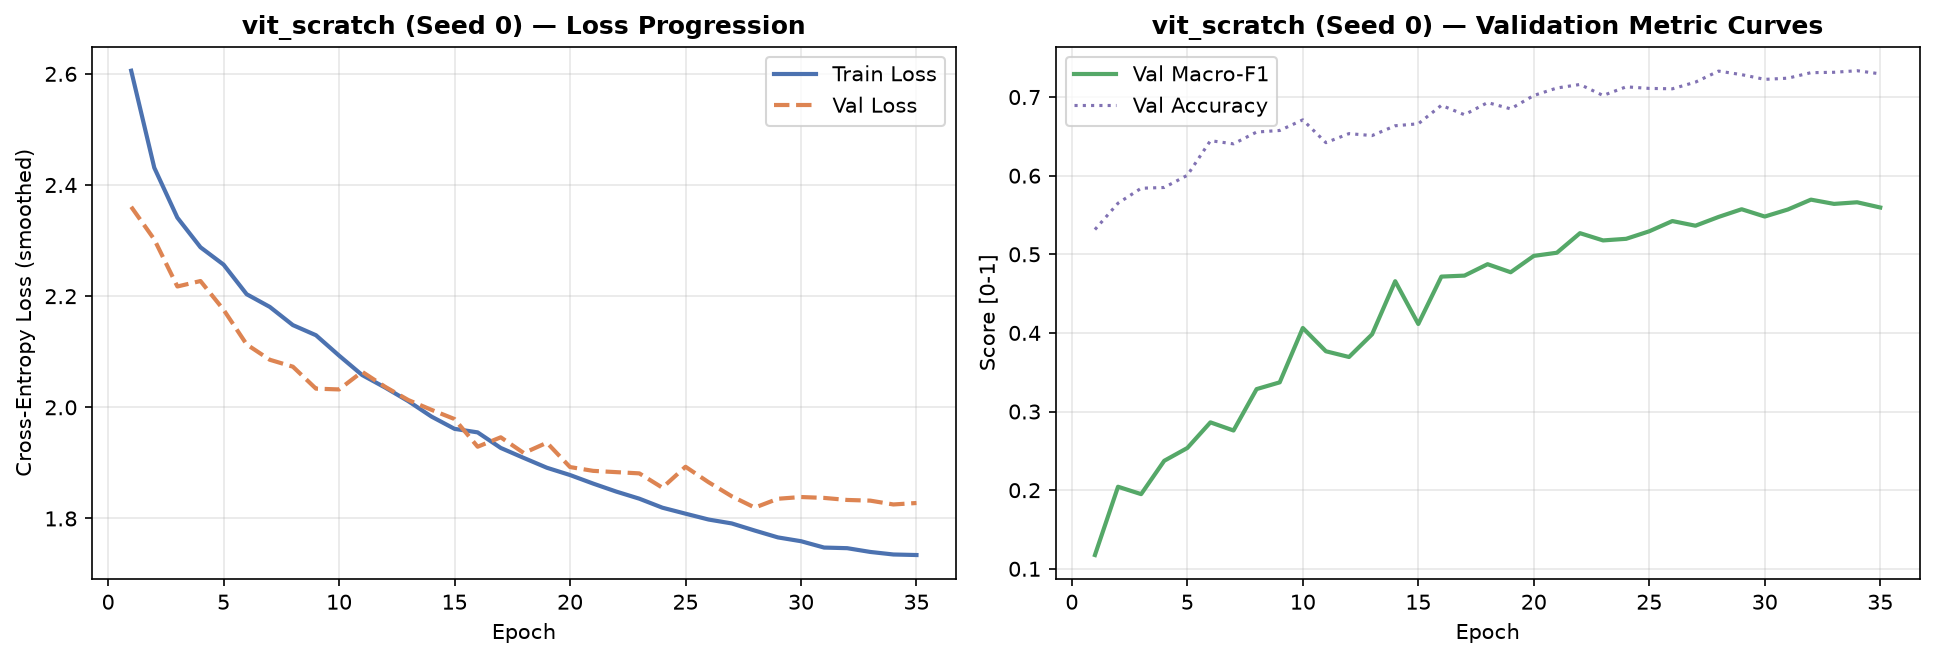 vit_scratch (Seed 0) — Loss Progression
Train Loss
Val Loss
Cross-Entropy Loss (smoothed)
2.6
2.4
2.2
2.0
1.8
0 5 10 15 20 25 30 35
Epoch
vit_scratch (Seed 0) — Validation Metric Curves
Val Macro-F1
Val Accuracy
Score [0-1]
0.7
0.6
0.5
0.4
0.3
0.2
0.1
0 5 10 15 20 25 30 35
Epoch